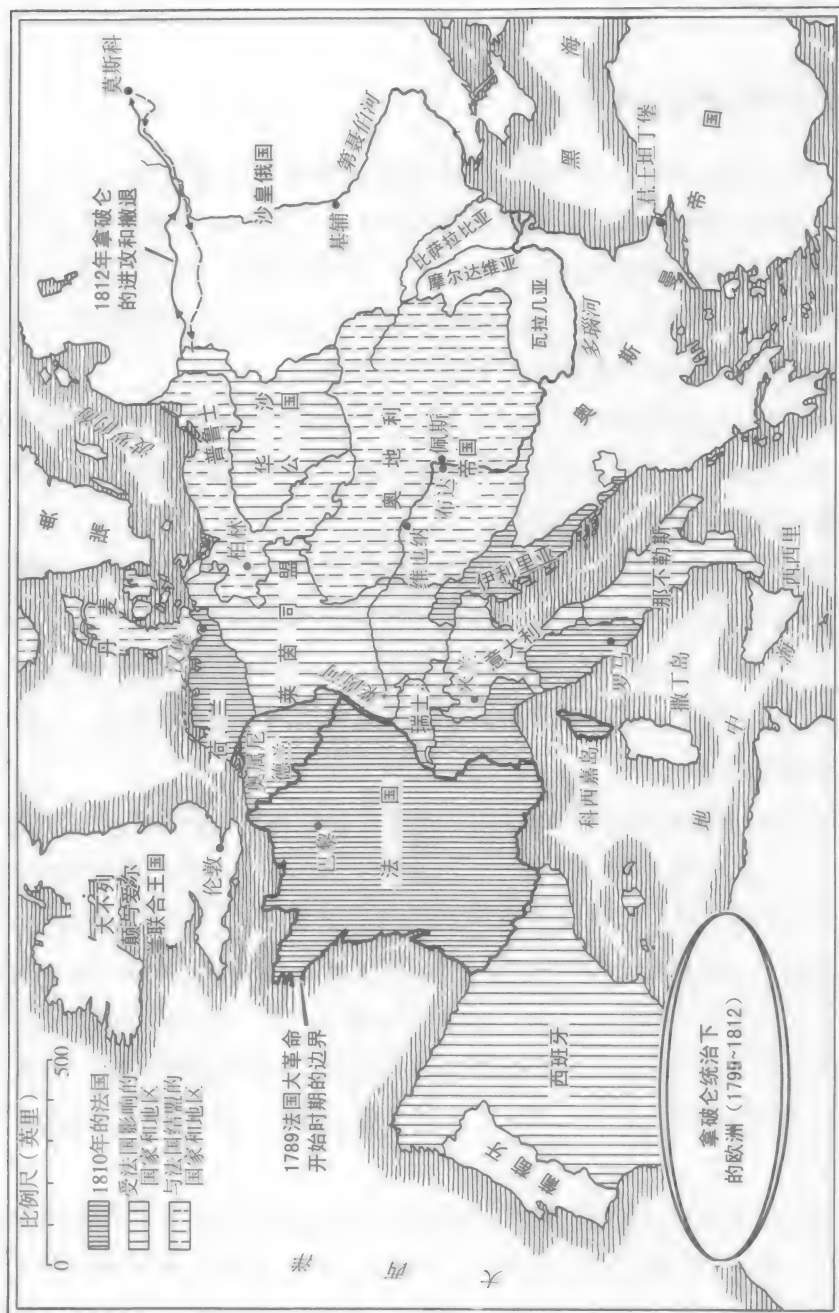 比例尺（英里）
0
500
1810年的法国
受法国影响的
国家和地区
与法国结盟的
国家和地区
大不列
颠与爱尔
兰联合王国
伦敦
1789法国大革命
开始时期的边界
大西洋
葡萄牙
西班牙
拿破仑统治下
的欧洲（1799~1812）
法国
巴黎
荷兰
汉堡
丹麦
瑞典
波罗的海
柏林
普鲁士
华沙公国
莱茵同盟
莱茵河
瑞士
米兰
意大利
罗马
科西嘉岛
撒丁岛
地中海
那不勒斯
西西里
伊利里亚
奥地利帝国
维也纳
布达佩斯
多瑙河
瓦拉几亚
摩尔达维亚
比萨拉比亚
奥斯曼帝国
君士坦丁堡
黑海
沙皇俄国
基辅
第聂伯河
莫斯科
1812年拿破仑
的进攻和撤退